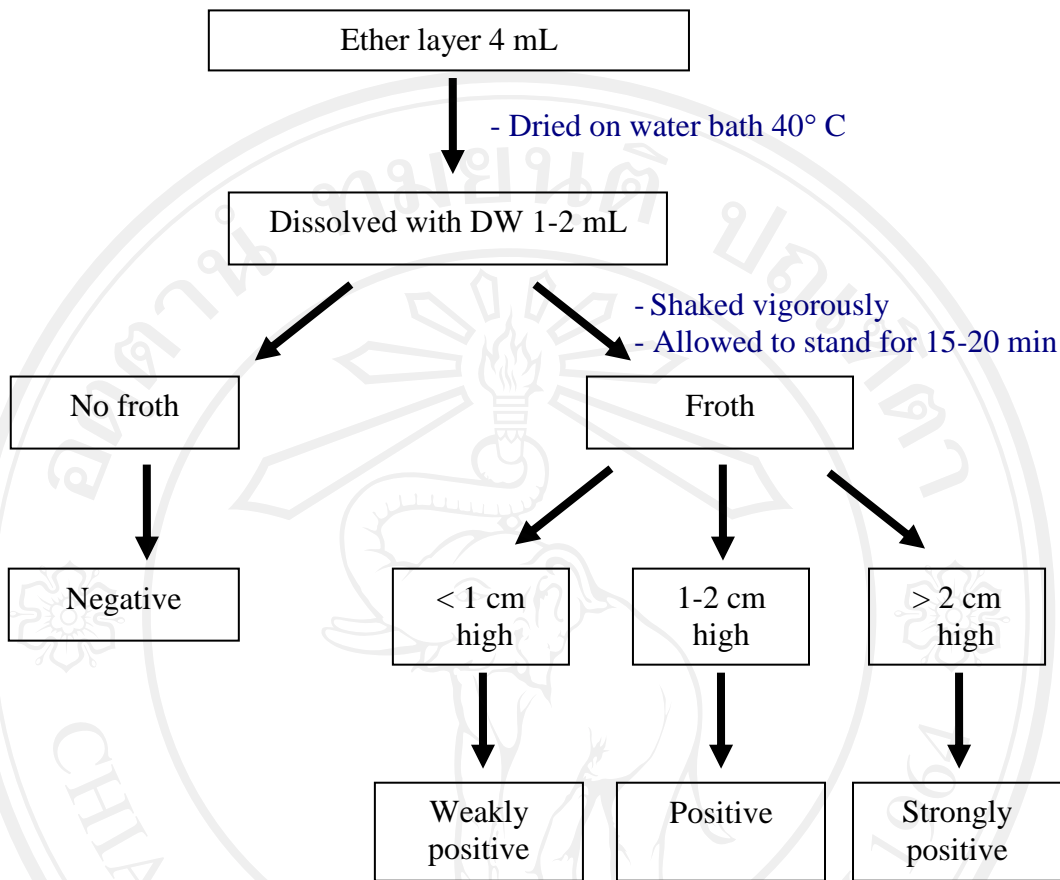 Ether layer 4 mL
- Dried on water bath 40° C
Dissolved with DW 1-2 mL
- Shaked vigorously
- Allowed to stand for 15-20 min
No froth
Froth
Negative
< 1 cm
high
1-2 cm
high
> 2 cm
high
Weakly
positive
Positive
Strongly
positive
CHIA
1964